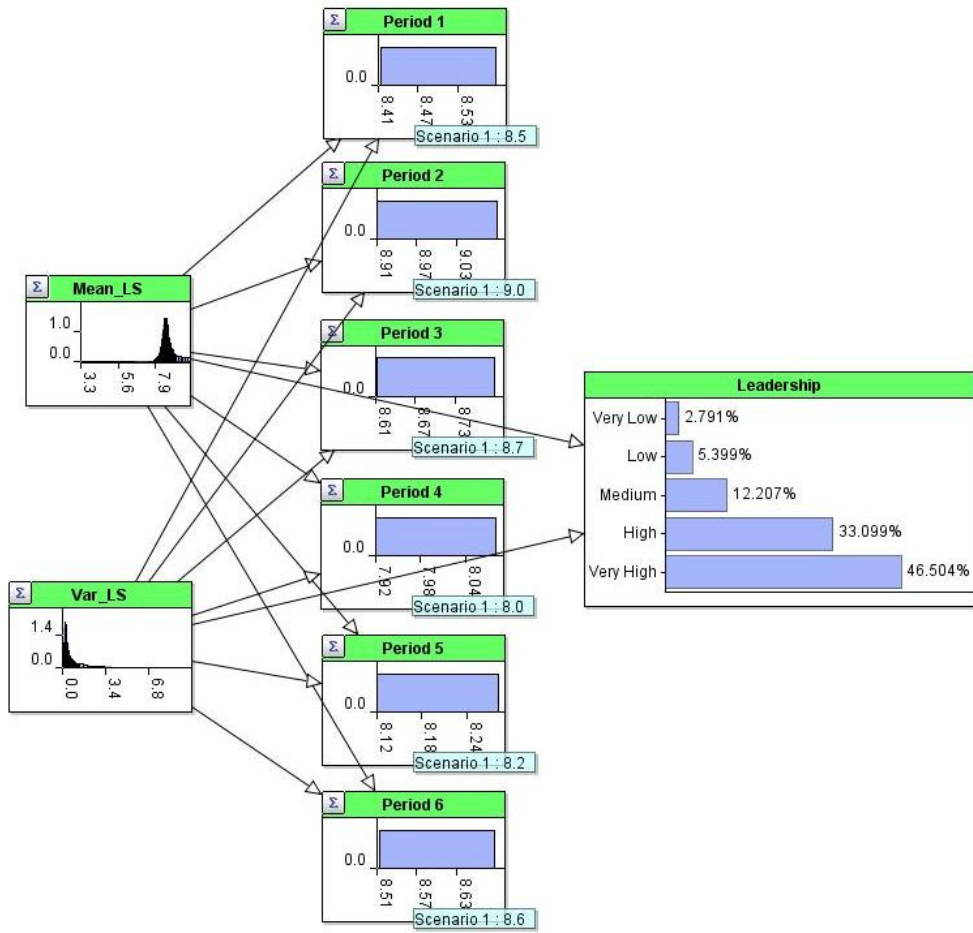 Σ Period 1
0.0
8.41 8.47 8.53
Scenario 1 : 8.5
Σ Period 2
0.0
8.91 8.97 9.03
Scenario 1 : 9.0
Σ Mean_LS
1.0
0.0
3.3 5.6 7.9
Σ Period 3
0.0
8.61 8.67 8.73
Scenario 1 : 8.7
Leadership
Very Low 2.791%
Low 5.399%
Medium 12.207%
High 33.099%
Very High 46.504%
Σ Period 4
0.0
7.92 7.98 8.04
Scenario 1 : 8.0
Σ Var_LS
1.4
0.0
0.0 3.4 6.8
Σ Period 5
0.0
8.12 8.18 8.24
Scenario 1 : 8.2
Σ Period 6
0.0
8.51 8.57 8.63
Scenario 1 : 8.6